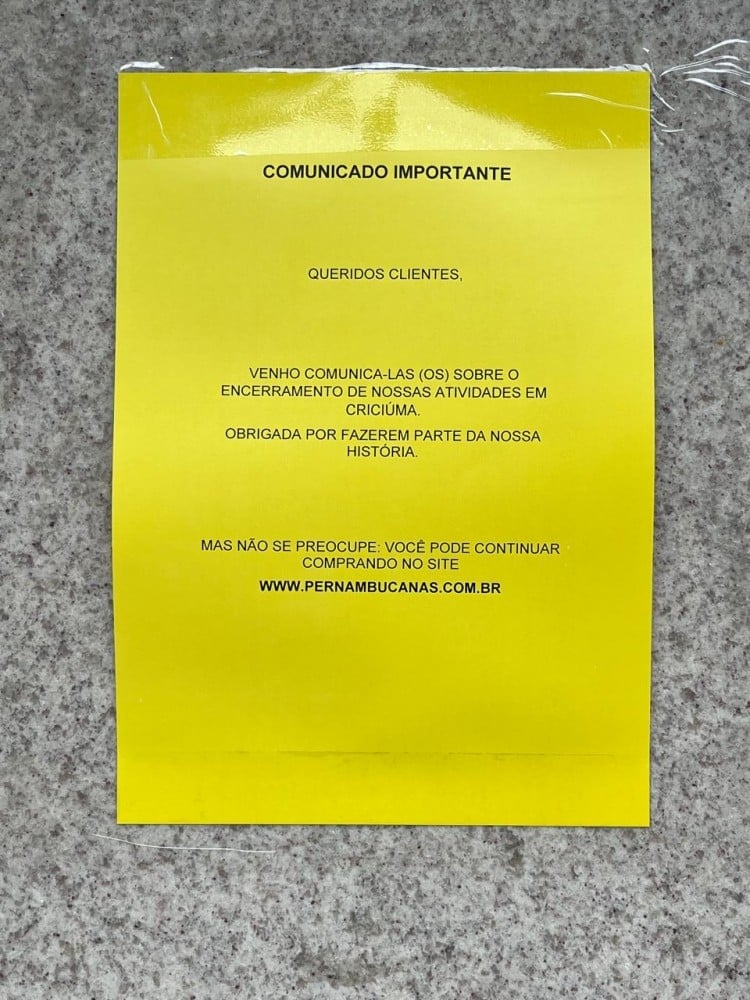 COMUNICADO IMPORTANTE
QUERIDOS CLIENTES,
VENHO COMUNICA-LAS (OS) SOBRE O
ENCERRAMENTO DE NOSSAS ATIVIDADES EM
CRICIÚMA.
OBRIGADA POR FAZEREM PARTE DA NOSSA
HISTÓRIA.
MAS NÃO SE PREOCUPE: VOCÊ PODE CONTINUAR
COMPRANDO NO SITE
WWW.PERNAMBUCANAS.COM.BR